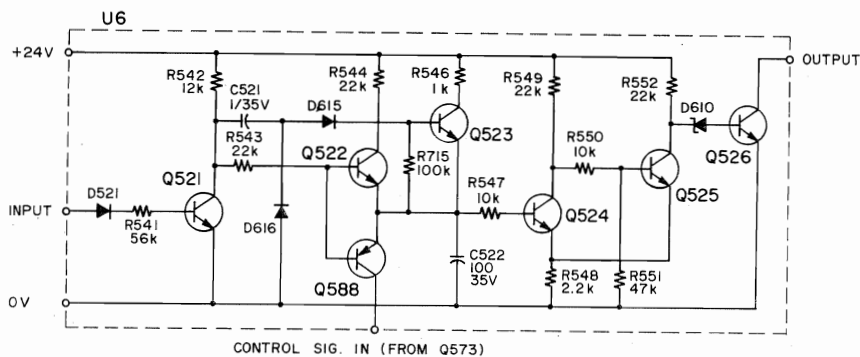 U6
+24V
OUTPUT
R542
12k
C521
1/35V
D615
R544
22k
R546
1k
R549
22k
R552
22k
D610
R543
22k
Q522
Q523
R715
100k
R550
10k
Q526
Q521
D521
INPUT
R541
56k
D616
R547
10k
Q524
Q525
Q588
C522
100
35V
R548
2.2k
R551
47k
0V
CONTROL SIG. IN (FROM Q573)